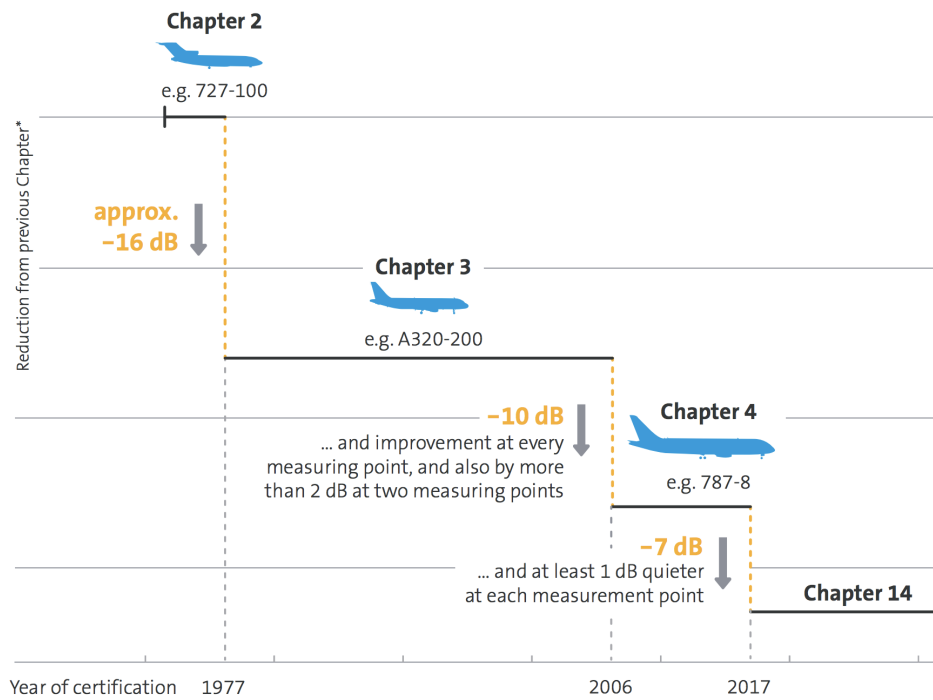 Chapter 2
e.g. 727-100
Reduction from previous Chapter*
approx.
–16 dB
Chapter 3
e.g. A320-200
–10 dB
... and improvement at every
measuring point, and also by more
than 2 dB at two measuring points
Chapter 4
e.g. 787-8
–7 dB
... and at least 1 dB quieter
at each measurement point
Chapter 14
Year of certification 1977 2006 2017